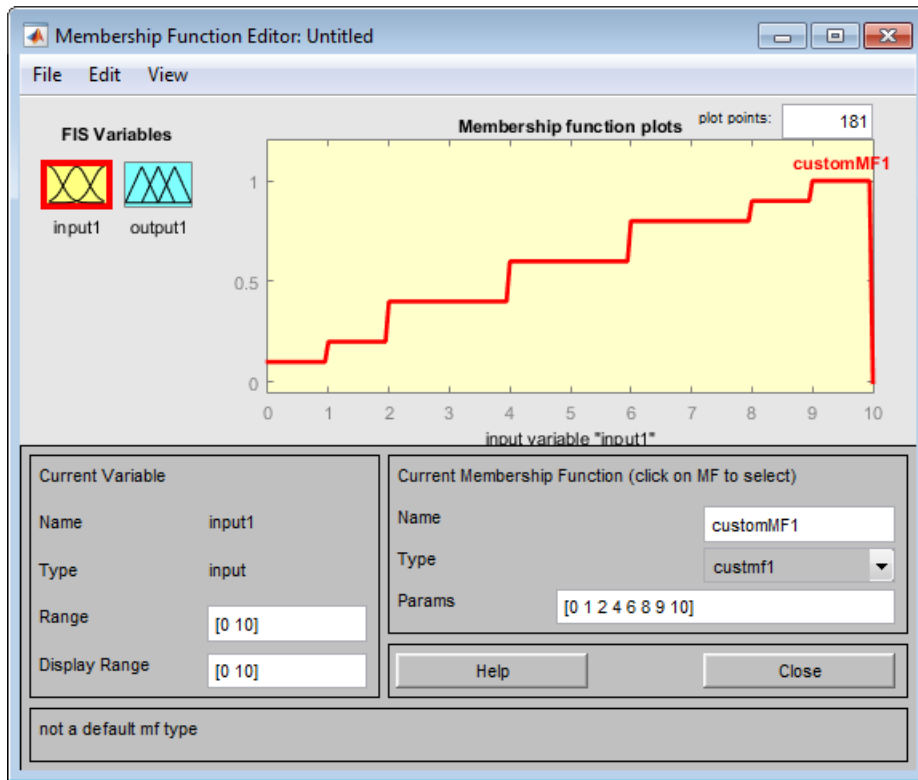 Membership Function Editor: Untitled
File Edit View
FIS Variables
input1 output1
Membership function plots
plot points: 181
customMF1
1
0.5
0
0 1 2 3 4 5 6 7 8 9 10
input variable "input1"
Current Variable
Name input1
Type input
Range [0 10]
Display Range [0 10]
Current Membership Function (click on MF to select)
Name customMF1
Type custmf1
Params [0 1 2 4 6 8 9 10]
Help Close
not a default mf type